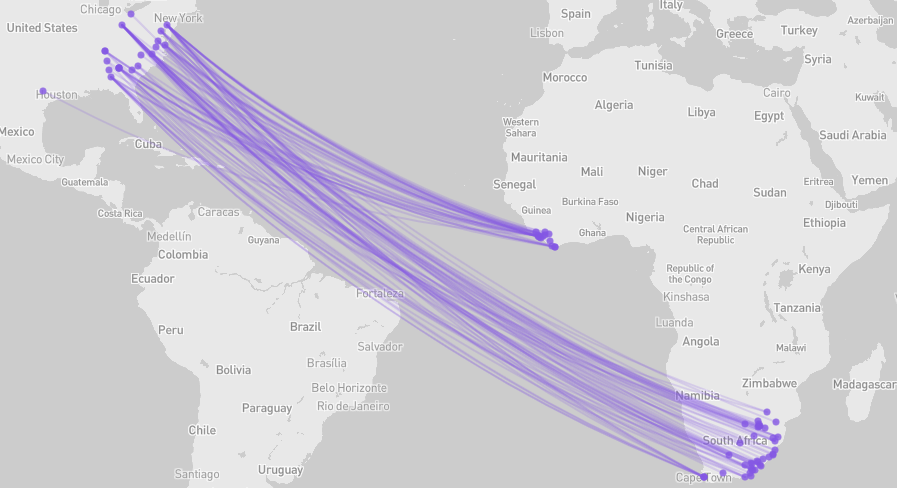 Chicago
New York
United States
Houston
Mexico
Mexico City
Cuba
Guatemala
Costa Rica
Caracas
Medellín
Guyana
Colombia
Ecuador
Fortaleza
Peru
Brazil
Salvador
Bolivia
Brasília
Belo Horizonte
Paraguay
Rio de Janeiro
Chile
Santiago
Uruguay
Spain
Italy
Lisbon
Greece
Turkey
Azerbaijan
Tunisia
Syria
Morocco
Cairo
Kuwait
Algeria
Libya
Egypt
Western
Sahara
Saudi Arabia
Mauritania
Mali
Niger
Senegal
Chad
Sudan
Eritrea
Yemen
Guinea
Burkina Faso
Djibouti
Nigeria
Ethiopia
Ghana
Central African
Republic
Republic of
the Congo
Kenya
Kinshasa
Tanzania
Luanda
Angola
Malawi
Zimbabwe
Madagascar
Namibia
South Africa
Cape Town